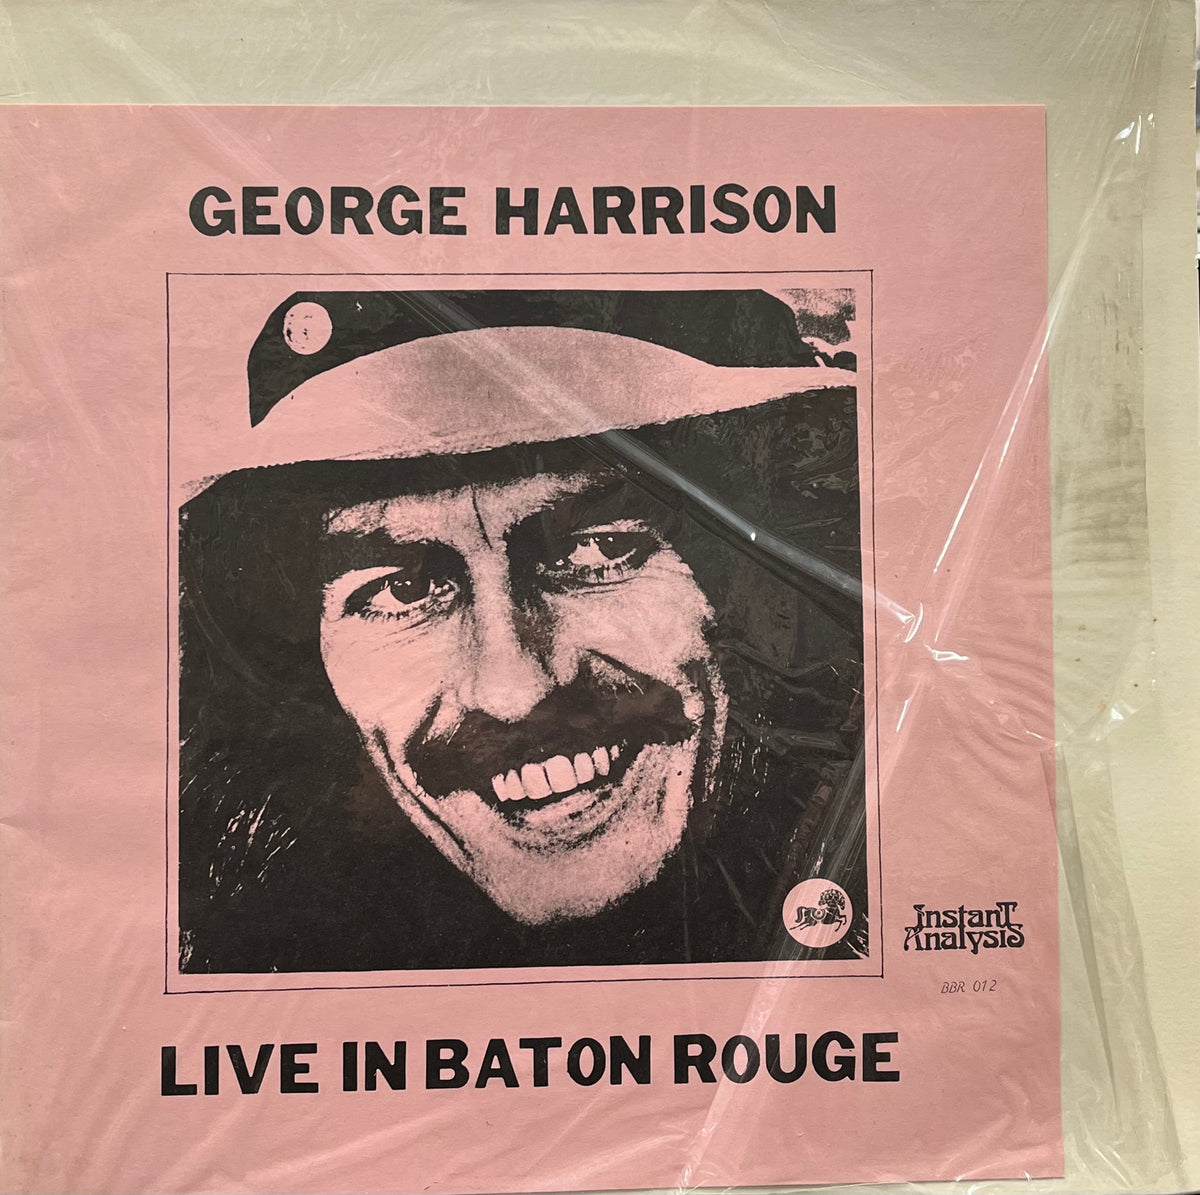 GEORGE HARRISON
Instant
Analysis
BBR 012
LIVE IN BATON ROUGE